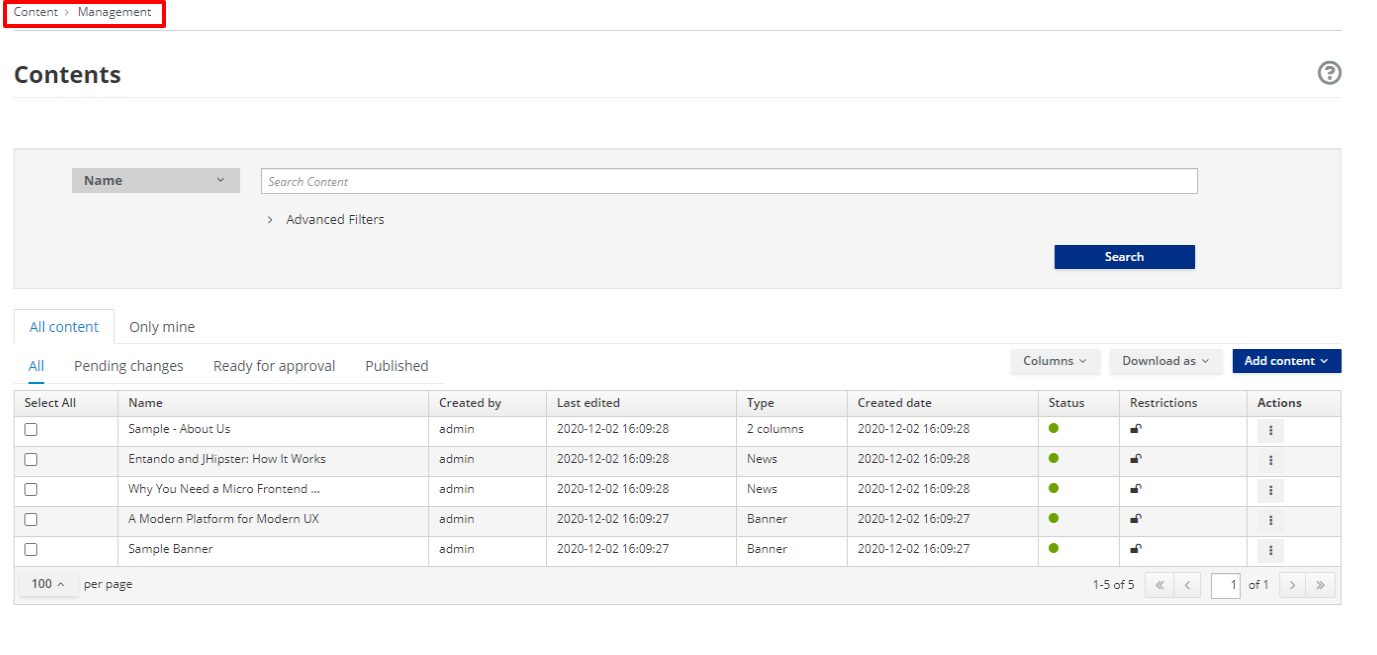 Content > Management
Contents
Name
Search Content
> Advanced Filters
Search
All content Only mine
All Pending changes Ready for approval Published Columns Download as Add content
Select All Name Created by Last edited Type Created date Status Restrictions Actions
Sample - About Us admin 2020-12-02 16:09:28 2 columns 2020-12-02 16:09:28
Entando and JHipster: How It Works admin 2020-12-02 16:09:28 News 2020-12-02 16:09:28
Why You Need a Micro Frontend ... admin 2020-12-02 16:09:28 News 2020-12-02 16:09:28
A Modern Platform for Modern UX admin 2020-12-02 16:09:27 Banner 2020-12-02 16:09:27
Sample Banner admin 2020-12-02 16:09:27 Banner 2020-12-02 16:09:27
100 per page 1-5 of 5 « < 1 of 1 > »